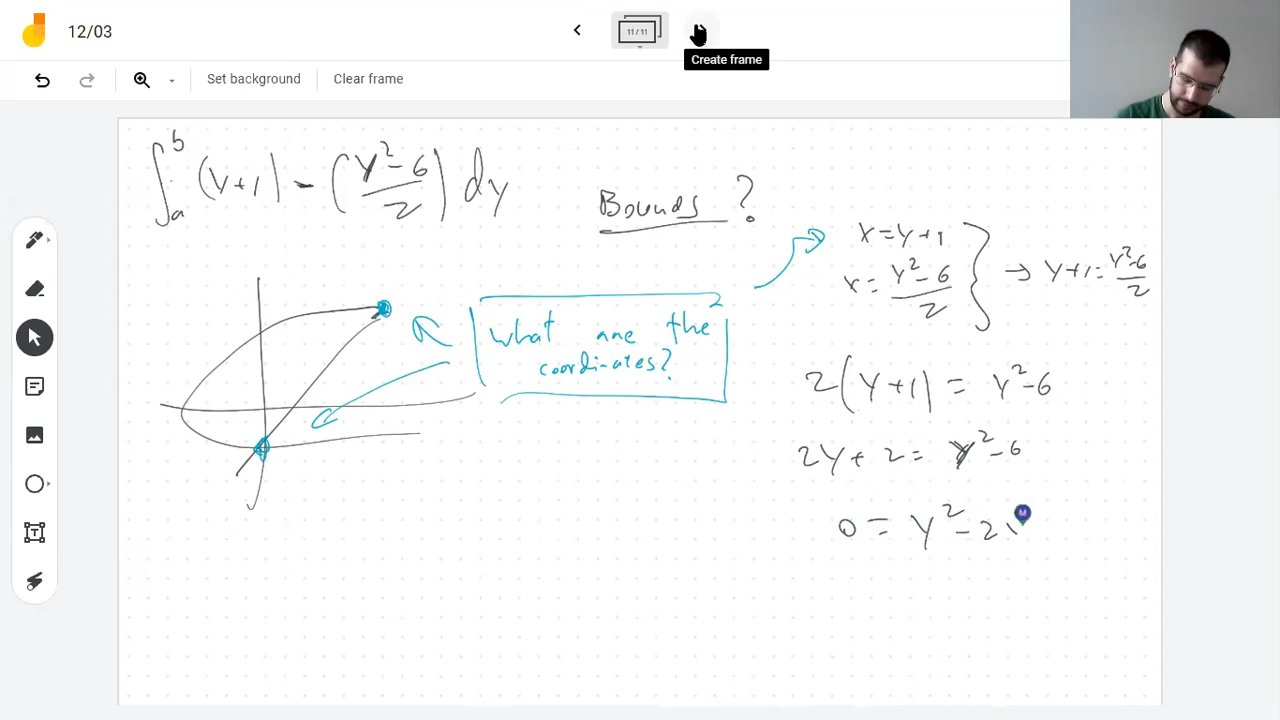 12/03
11/11
Create frame
Set background
Clear frame
∫_a^b (y+1) - ((y²-6)/2) dy
Bounds ?
x = y+1
x = (y²-6)/2
→ y+1 = (y²-6)/2
What are the
coordinates?
2(y+1) = y²-6
2y + 2 = y²-6
0 = y² - 2
M